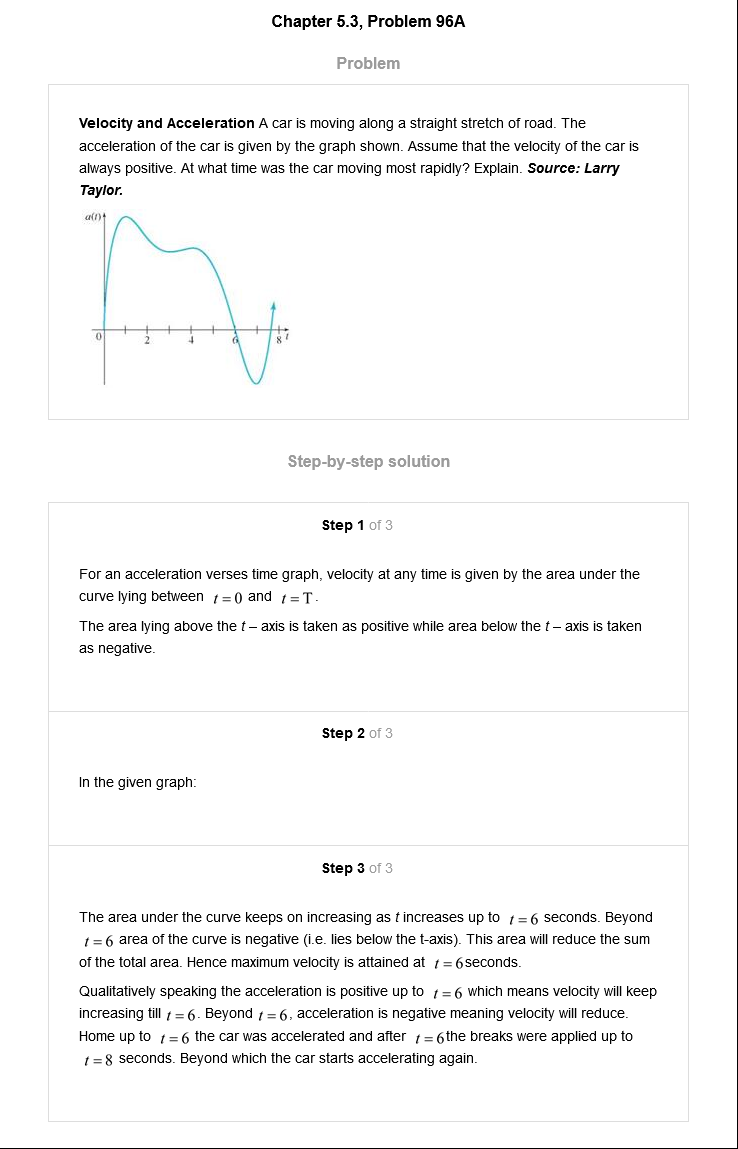 Chapter 5.3, Problem 96A
Problem
Velocity and Acceleration A car is moving along a straight stretch of road. The
acceleration of the car is given by the graph shown. Assume that the velocity of the car is
always positive. At what time was the car moving most rapidly? Explain. Source: Larry
Taylor.
a(t)
0 2 4 6 8 t
Step-by-step solution
Step 1 of 3
For an acceleration verses time graph, velocity at any time is given by the area under the
curve lying between t = 0 and t = T.
The area lying above the t – axis is taken as positive while area below the t – axis is taken
as negative.
Step 2 of 3
In the given graph:
Step 3 of 3
The area under the curve keeps on increasing as t increases up to t = 6 seconds. Beyond
t = 6 area of the curve is negative (i.e. lies below the t-axis). This area will reduce the sum
of the total area. Hence maximum velocity is attained at t = 6 seconds.
Qualitatively speaking the acceleration is positive up to t = 6 which means velocity will keep
increasing till t = 6. Beyond t = 6, acceleration is negative meaning velocity will reduce.
Home up to t = 6 the car was accelerated and after t = 6 the breaks were applied up to
t = 8 seconds. Beyond which the car starts accelerating again.